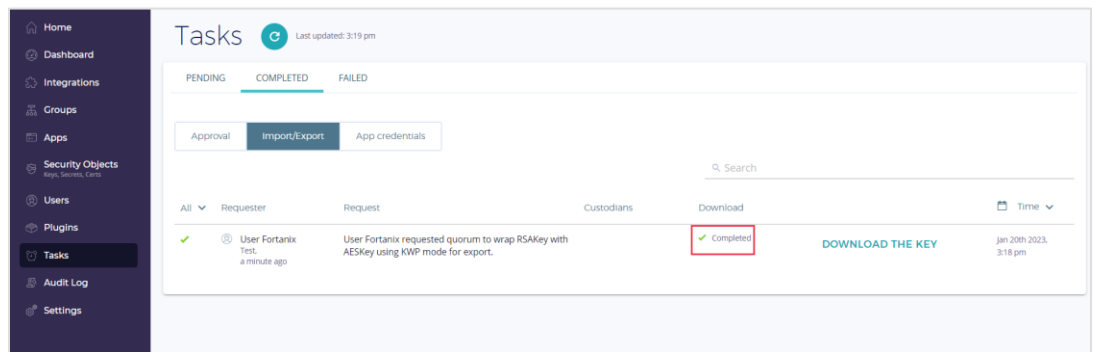 Home
Dashboard
Integrations
Groups
Apps
Security Objects
Keys, Secrets, Certs
Users
Plugins
Tasks
Audit Log
Settings
Tasks
Last updated: 3:19 pm
PENDING COMPLETED FAILED
Approval Import/Export App credentials
Search
All Requester Request Custodians Download Time
User Fortanix
Test,
a minute ago
User Fortanix requested quorum to wrap RSAKey with
AESKey using KWP mode for export.
Completed
DOWNLOAD THE KEY
Jan 20th 2023,
3:18 pm